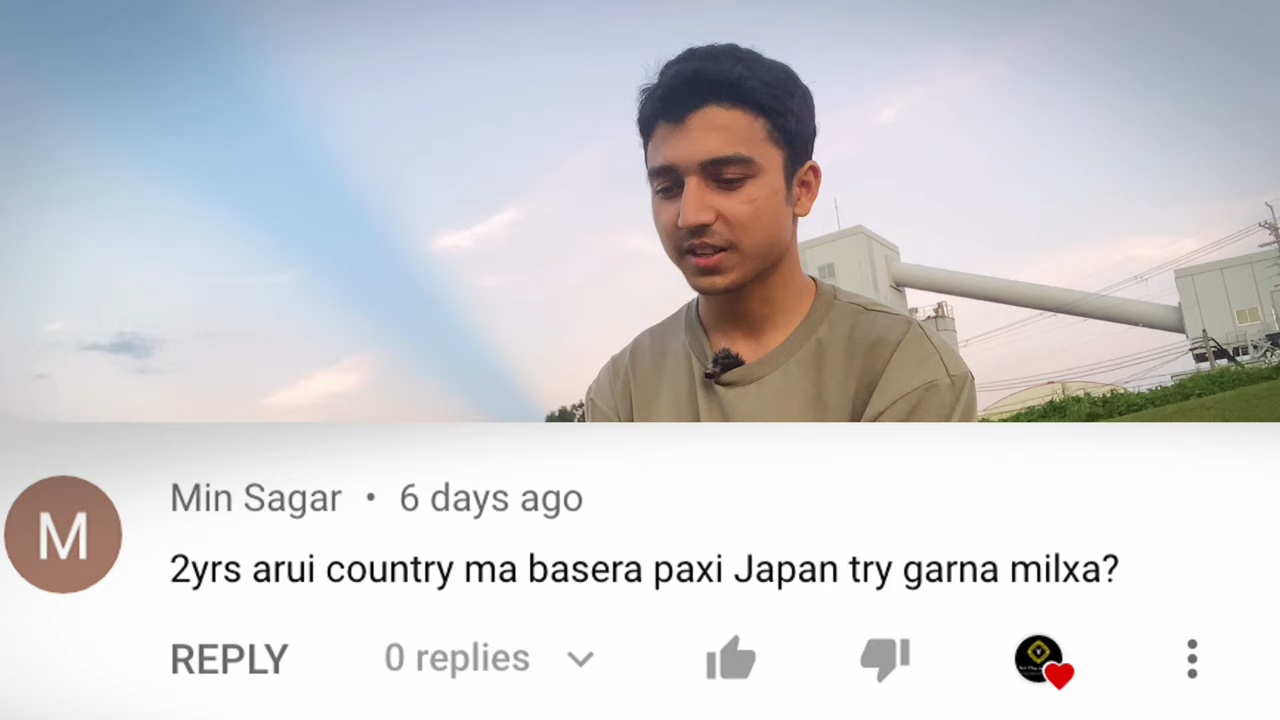 M
Min Sagar • 6 days ago
2yrs arui country ma basera paxi Japan try garna milxa?
REPLY 0 replies